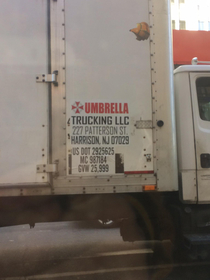 UMBRELLA
TRUCKING LLC
227 PATTERSON ST.
HARRISON, NJ 07029
US DOT 2925625
MC 987184
GVW 25,999